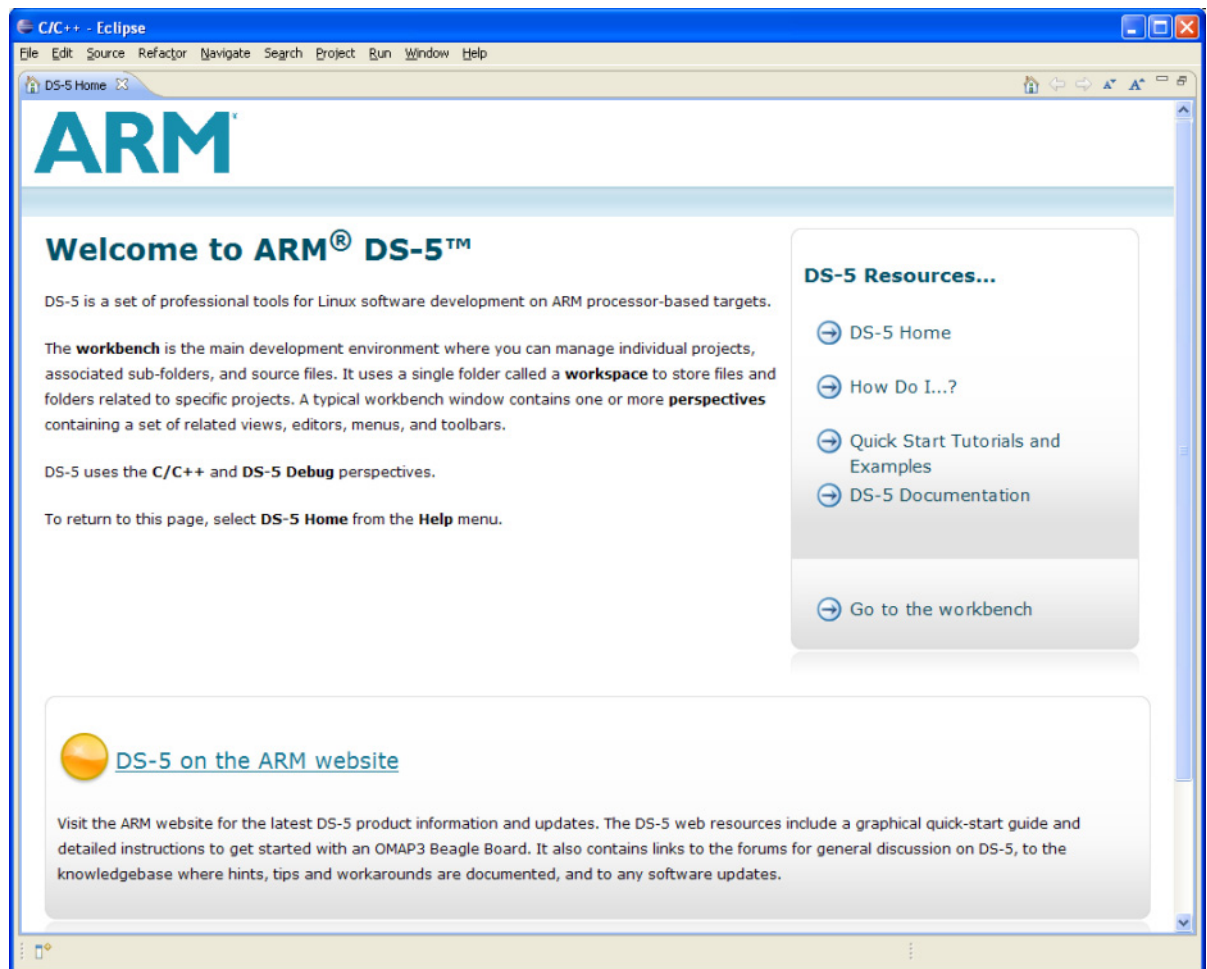 C/C++ - Eclipse
File Edit Source Refactor Navigate Search Project Run Window Help
DS-5 Home
ARM
Welcome to ARM® DS-5™
DS-5 is a set of professional tools for Linux software development on ARM processor-based targets.
The workbench is the main development environment where you can manage individual projects,
associated sub-folders, and source files. It uses a single folder called a workspace to store files and
folders related to specific projects. A typical workbench window contains one or more perspectives
containing a set of related views, editors, menus, and toolbars.
DS-5 uses the C/C++ and DS-5 Debug perspectives.
To return to this page, select DS-5 Home from the Help menu.
DS-5 Resources...
DS-5 Home
How Do I...?
Quick Start Tutorials and
Examples
DS-5 Documentation
Go to the workbench
DS-5 on the ARM website
Visit the ARM website for the latest DS-5 product information and updates. The DS-5 web resources include a graphical quick-start guide and
detailed instructions to get started with an OMAP3 Beagle Board. It also contains links to the forums for general discussion on DS-5, to the
knowledgebase where hints, tips and workarounds are documented, and to any software updates.